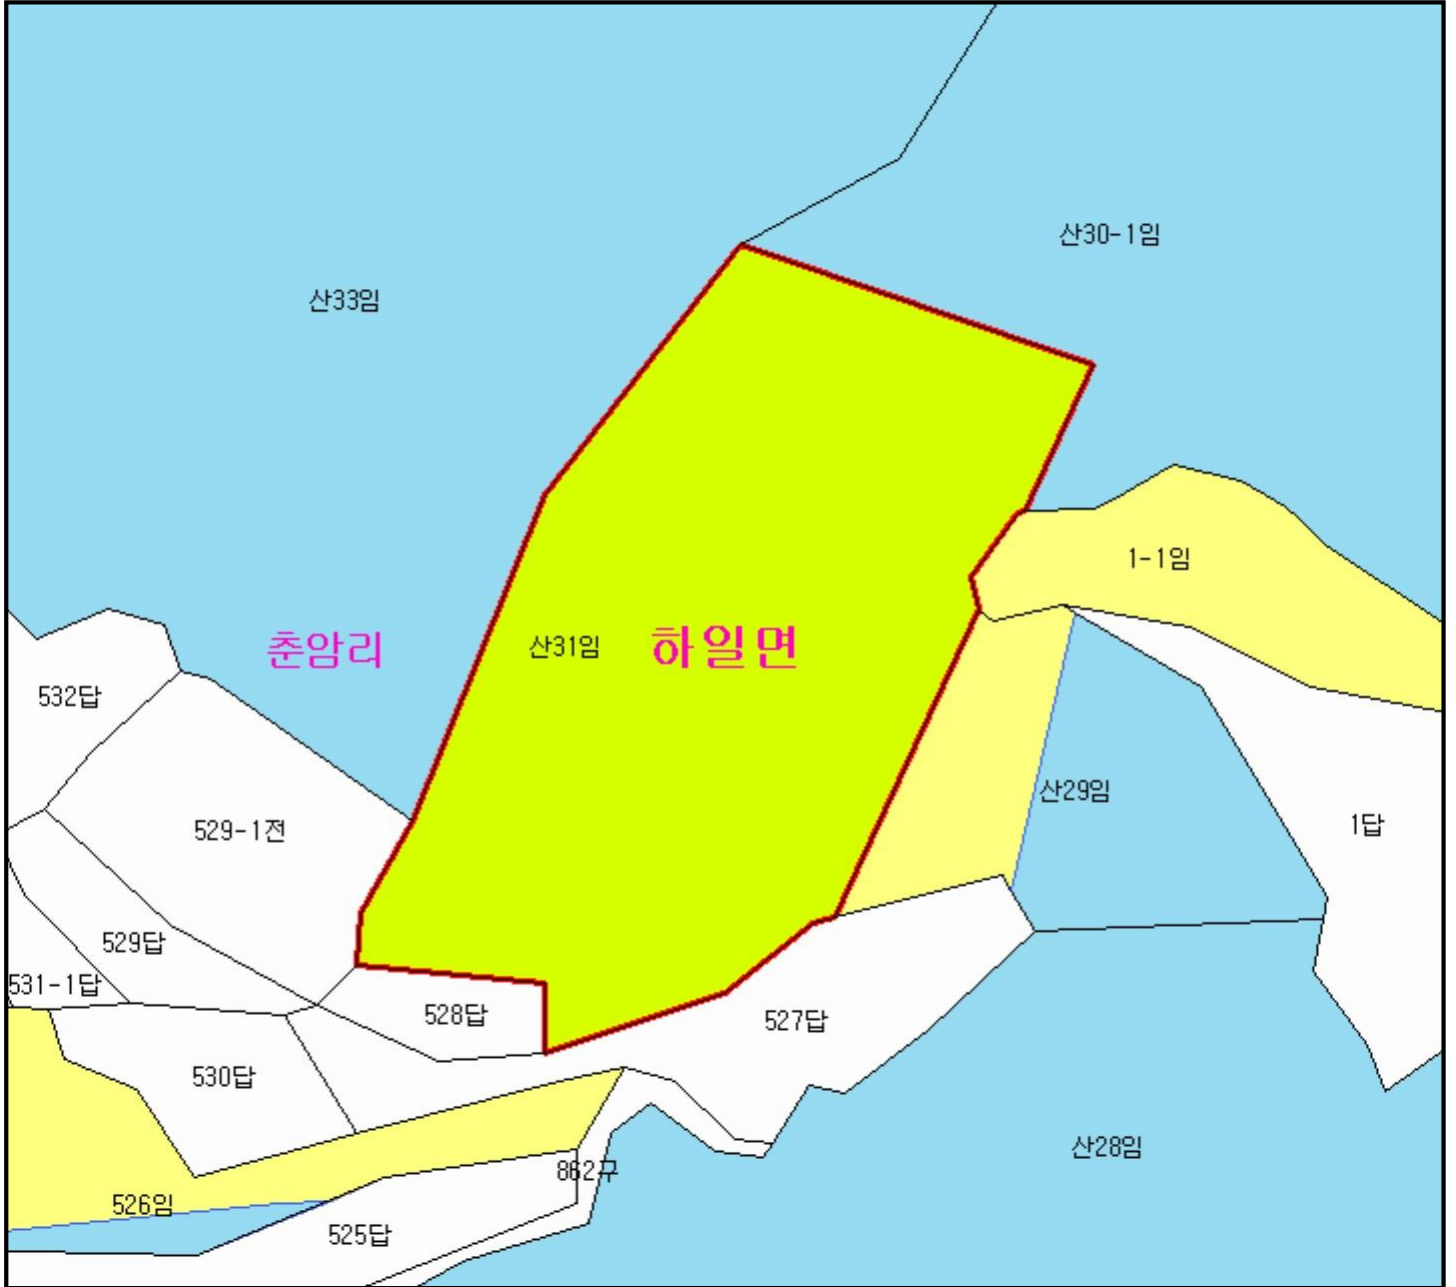 산30-1임
산33임
1-1임
춘암리
산31임
하일면
532답
산29임
529-1전
1답
529답
531-1답
528답
527답
530답
산28임
862구
526임
525답